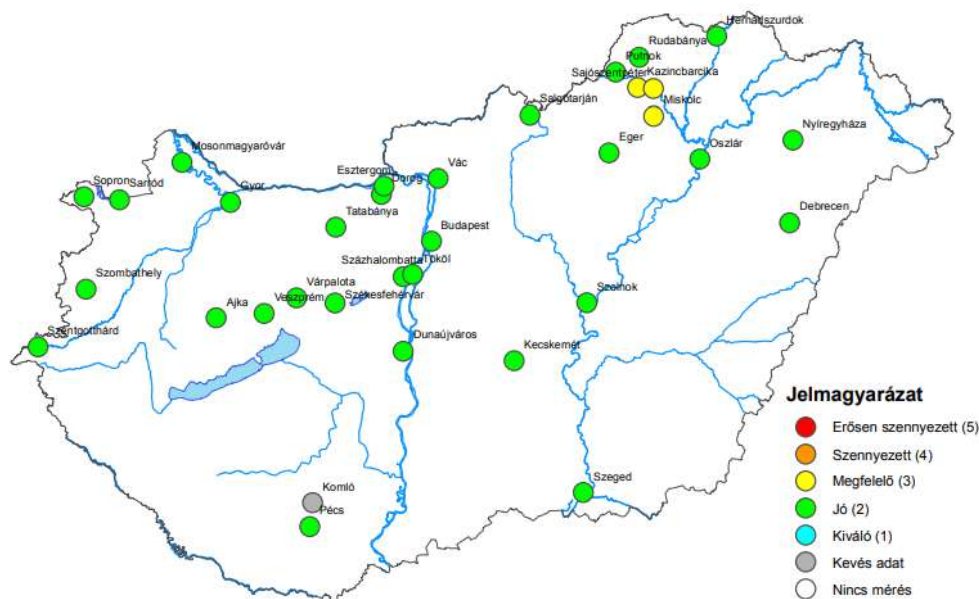 Hernádszurdok
Rudabánya
Putnok
Sajószentpéter
Kazincbarcika
Salgótarján
Miskolc
Nyíregyháza
Eger
Oszlár
Mosonmagyaróvár
Vác
Esztergom
Dorog
Sopron
Sarród
Gyor
Debrecen
Tatabánya
Budapest
Százhalombatta
Tököl
Szombathely
Várpalota
Székesfehérvár
Veszprém
Ajka
Szolnok
Szentgotthárd
Dunaújváros
Kecskemét
Szeged
Komló
Pécs
Jelmagyarázat
Erősen szennyezett (5)
Szennyezett (4)
Megfelelő (3)
Jó (2)
Kiváló (1)
Kevés adat
Nincs mérés